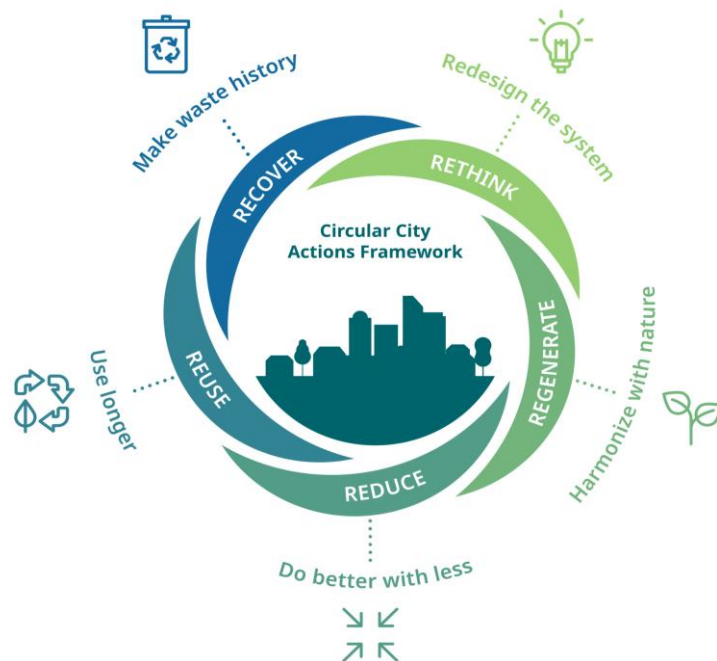 Make waste history
Redesign the system
RECOVER
RETHINK
Circular City
Actions Framework
REGENERATE
Harmonize with nature
REUSE
Use longer
REDUCE
Do better with less